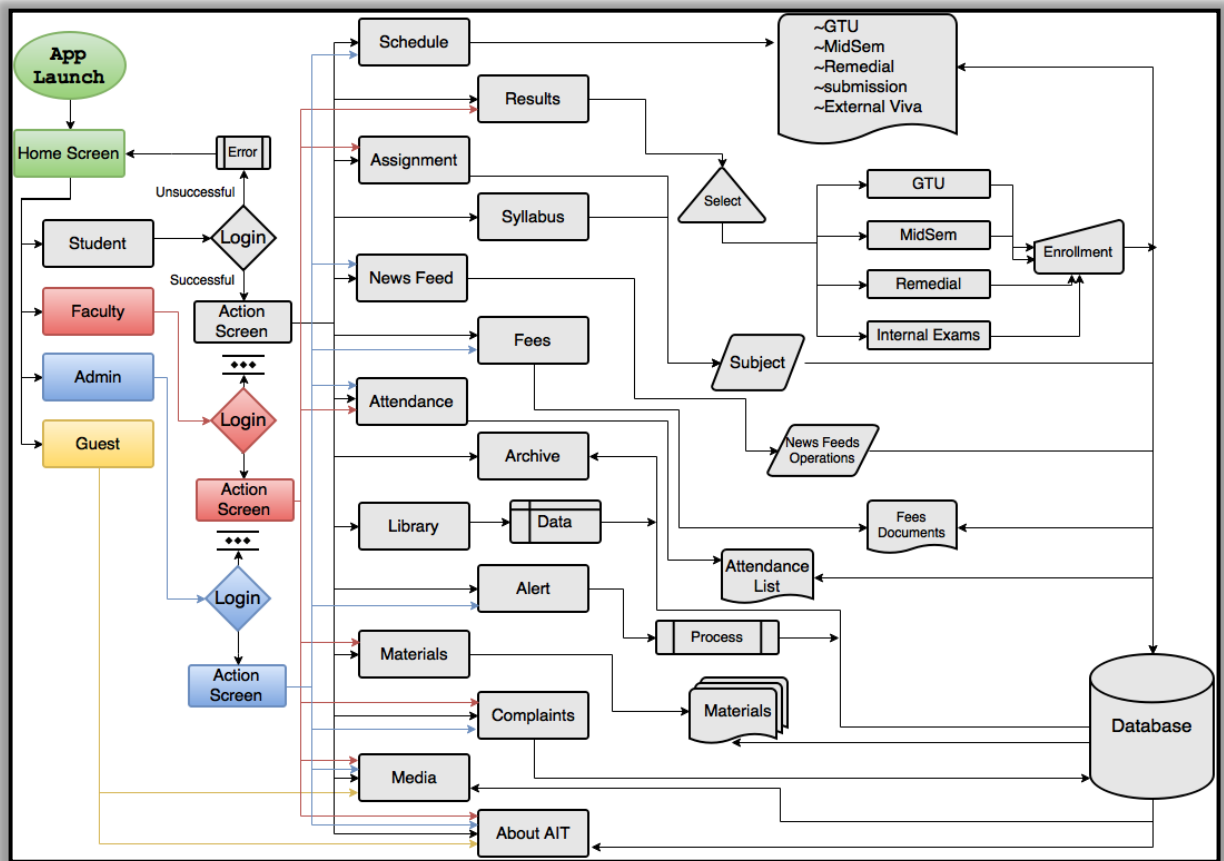 App
Launch
Home Screen
Error
Unsuccessful
Student
Login
Successful
Action
Screen
Faculty
Admin
Login
Guest
Action
Screen
Login
Action
Screen
Schedule
Results
Assignment
Syllabus
News Feed
Fees
Attendance
Archive
Library
Data
Alert
Process
Materials
Complaints
Media
About AIT
~GTU
~MidSem
~Remedial
~submission
~External Viva
Select
GTU
MidSem
Remedial
Internal Exams
Enrollment
Subject
News Feeds
Operations
Fees
Documents
Attendance
List
Materials
Database